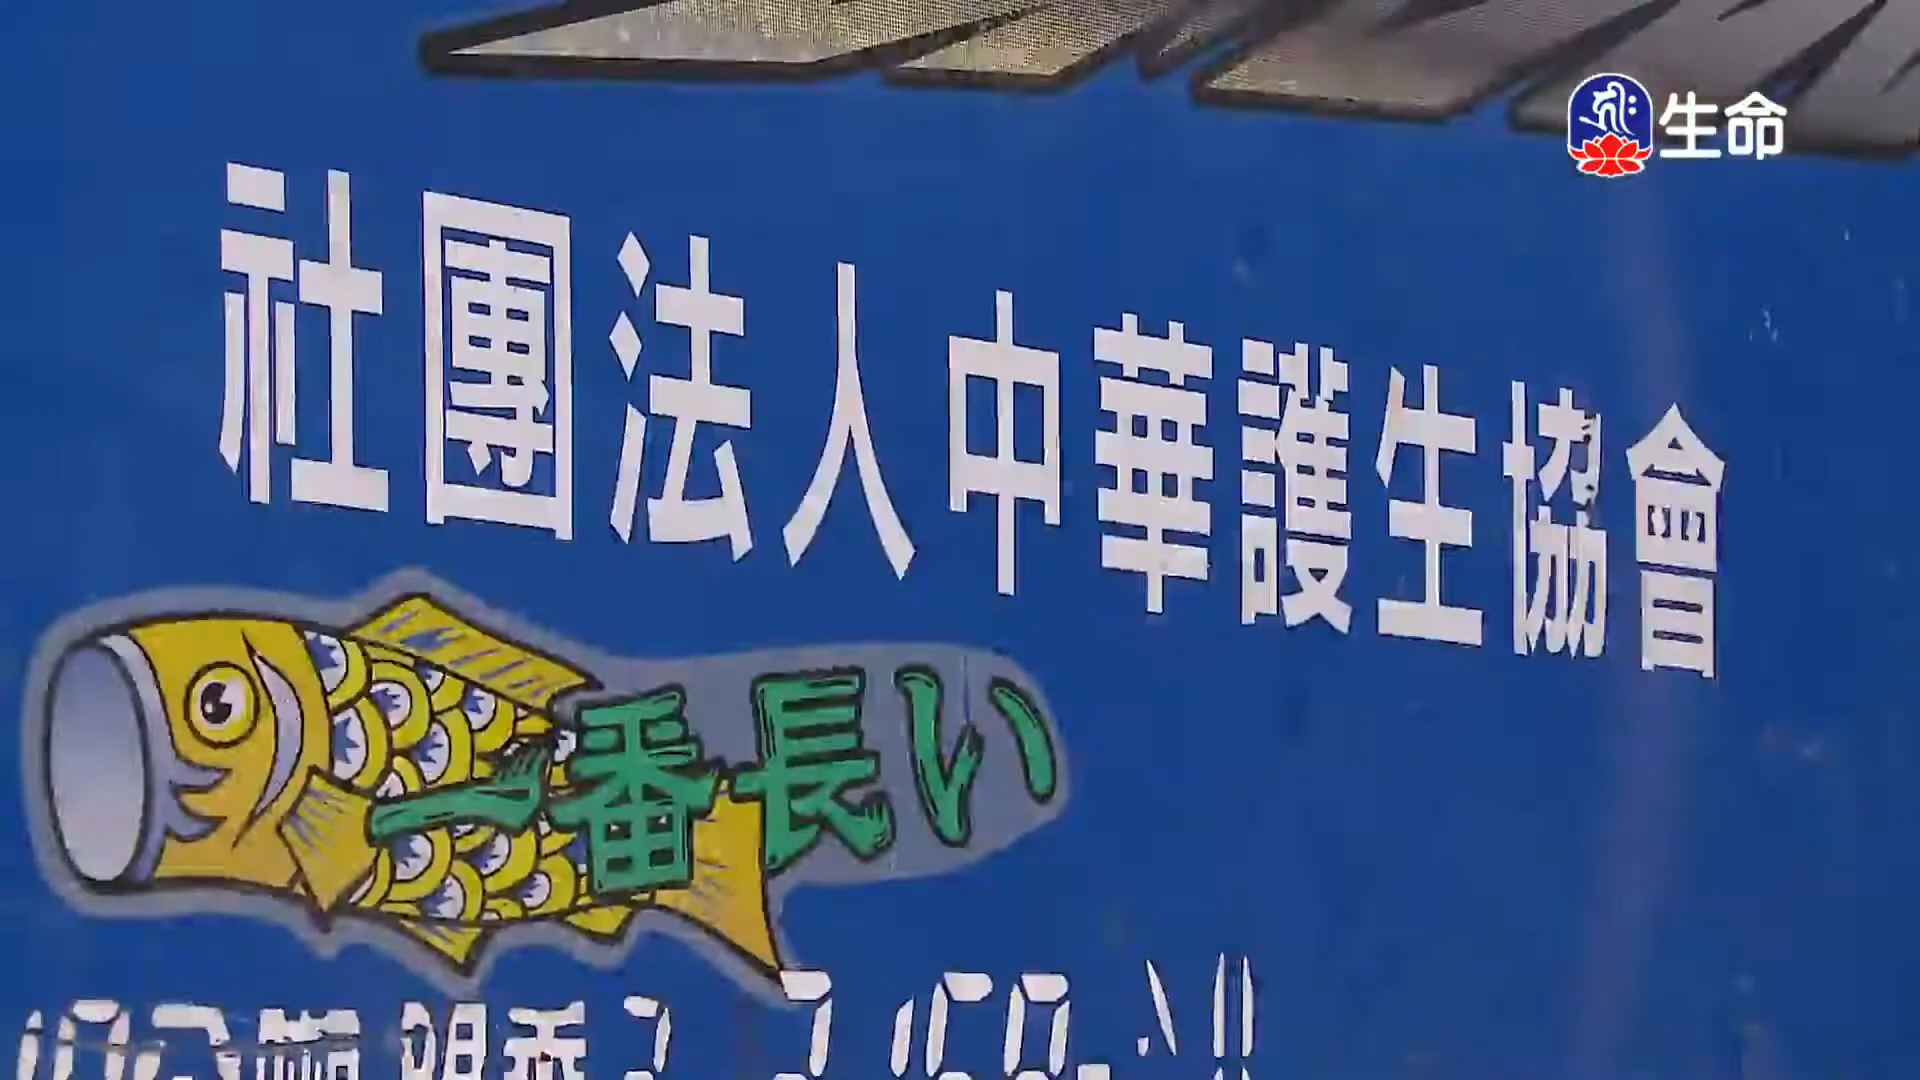 生命
社團法人中華護生協會
一番長い